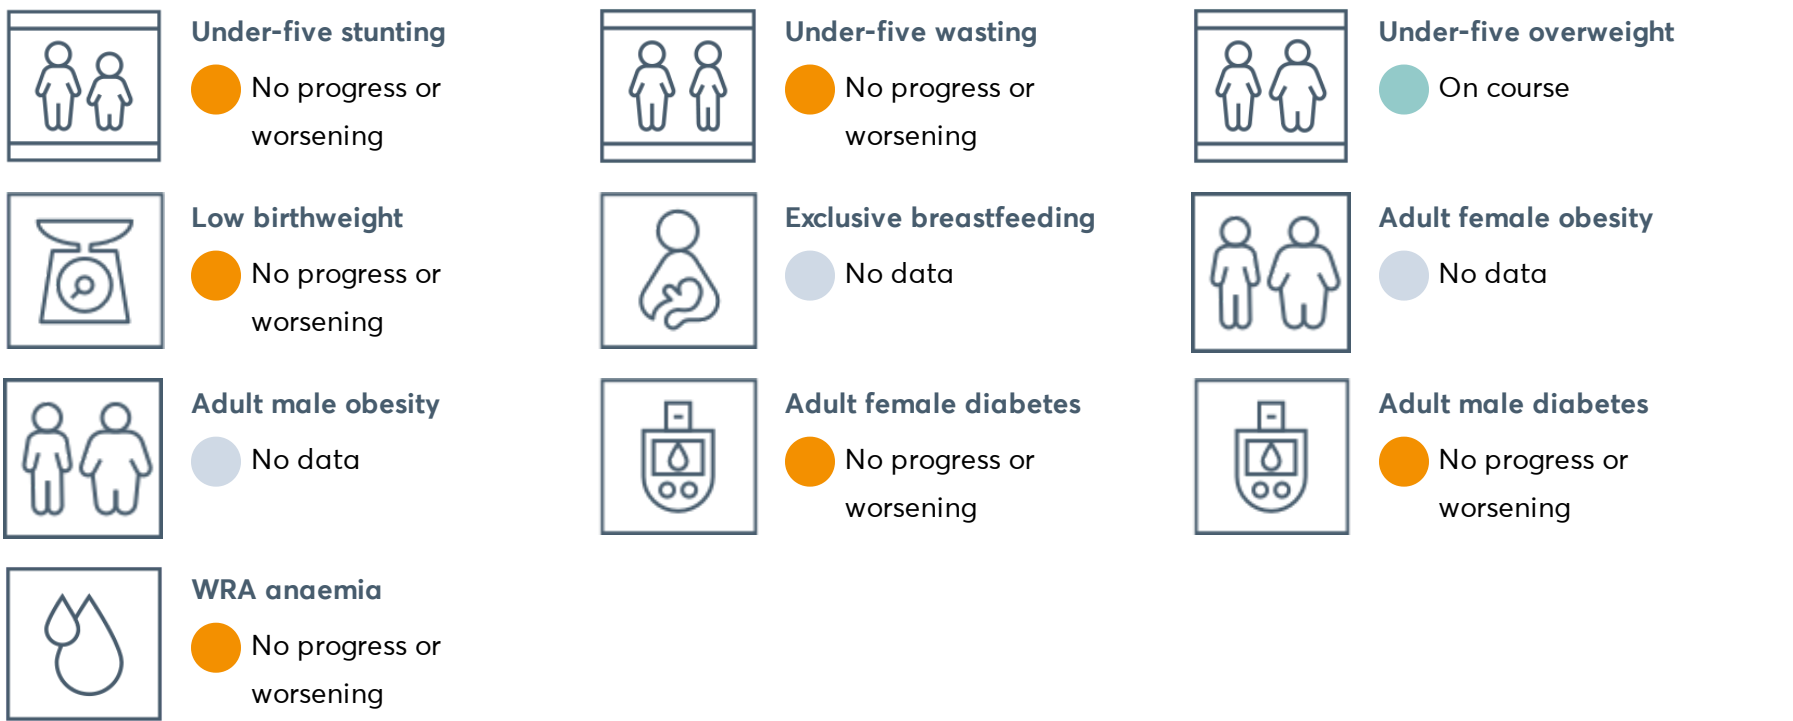 Under-five stunting
No progress or
worsening
Under-five wasting
No progress or
worsening
Under-five overweight
On course
Low birthweight
No progress or
worsening
Exclusive breastfeeding
No data
Adult female obesity
No data
Adult male obesity
No data
Adult female diabetes
No progress or
worsening
Adult male diabetes
No progress or
worsening
WRA anaemia
No progress or
worsening